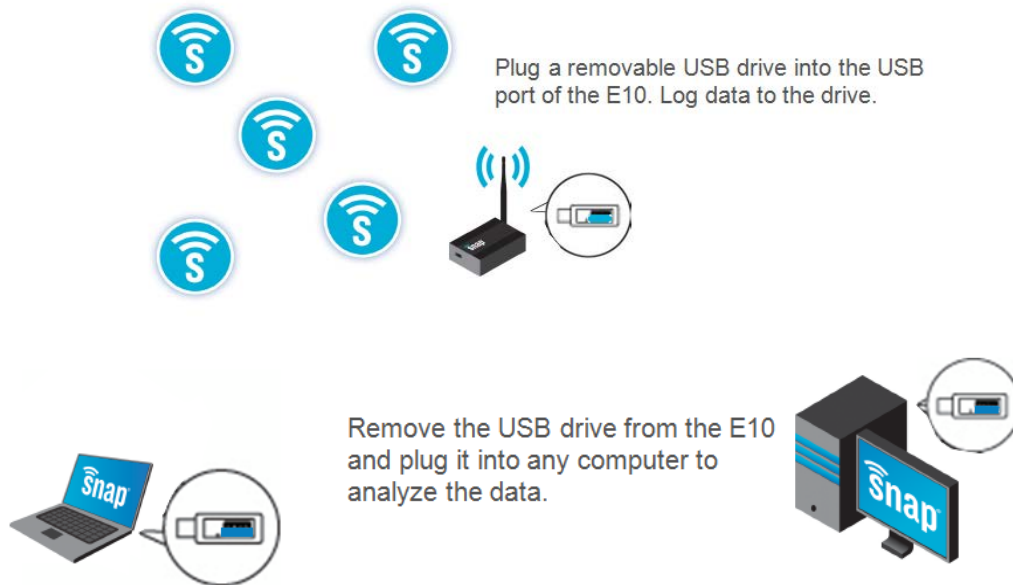 S
S
Plug a removable USB drive into the USB
port of the E10. Log data to the drive.
S
S
snap
S
Remove the USB drive from the E10
and plug it into any computer to
analyze the data.
snap
snap